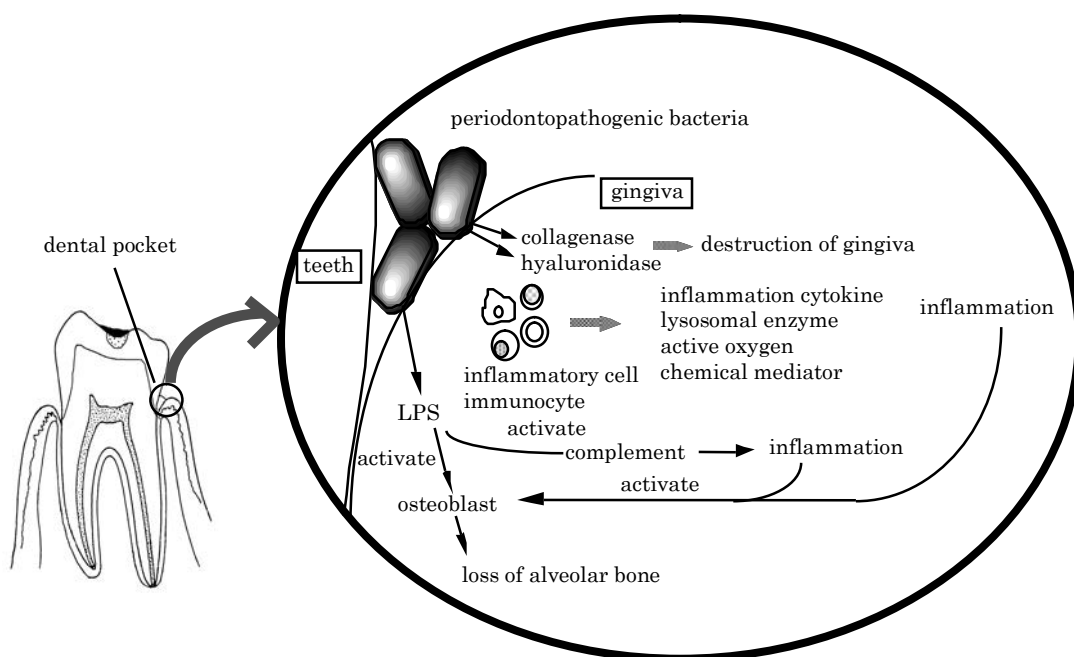 periodontopathogenic bacteria
gingiva
dental pocket
teeth
collagenase
hyaluronidase
destruction of gingiva
inflammation cytokine
lysosomal enzyme
active oxygen
chemical mediator
inflammation
inflammatory cell
immunocyte
LPS
activate
complement
inflammation
activate
activate
osteoblast
loss of alveolar bone